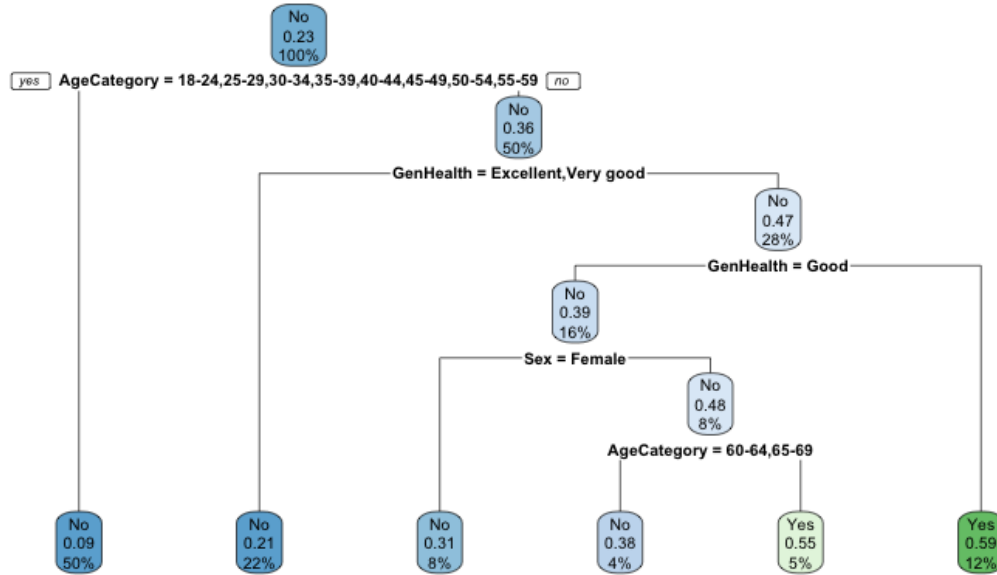 No
0.23
100%
yes AgeCategory = 18-24,25-29,30-34,35-39,40-44,45-49,50-54,55-59 no
No
0.36
50%
GenHealth = Excellent,Very good
No
0.47
28%
GenHealth = Good
No
0.39
16%
Sex = Female
No
0.48
8%
AgeCategory = 60-64,65-69
No
0.09
50%
No
0.21
22%
No
0.31
8%
No
0.38
4%
Yes
0.55
5%
Yes
0.59
12%